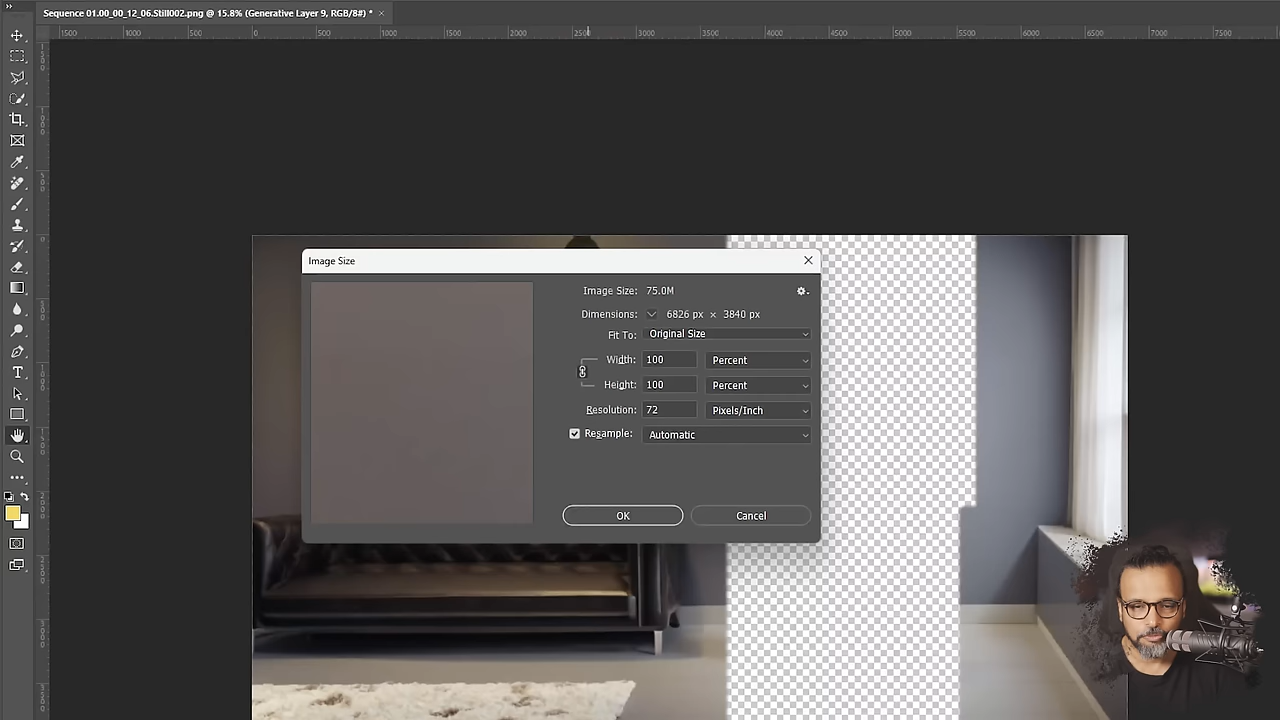 Sequence 01.00_00_12_06.Still002.png @ 15.8% (Generative Layer 9, RGB/8#) * ×
1500 1000 500 0 500 1000 1500 2000 2500 3000 3500 4000 4500 5000 5500 6000 6500 7000 7500
Image Size
Image Size: 75.0M
Dimensions: 6826 px × 3840 px
Fit To: Original Size
Width: 100 Percent
Height: 100 Percent
Resolution: 72 Pixels/Inch
Resample: Automatic
OK Cancel